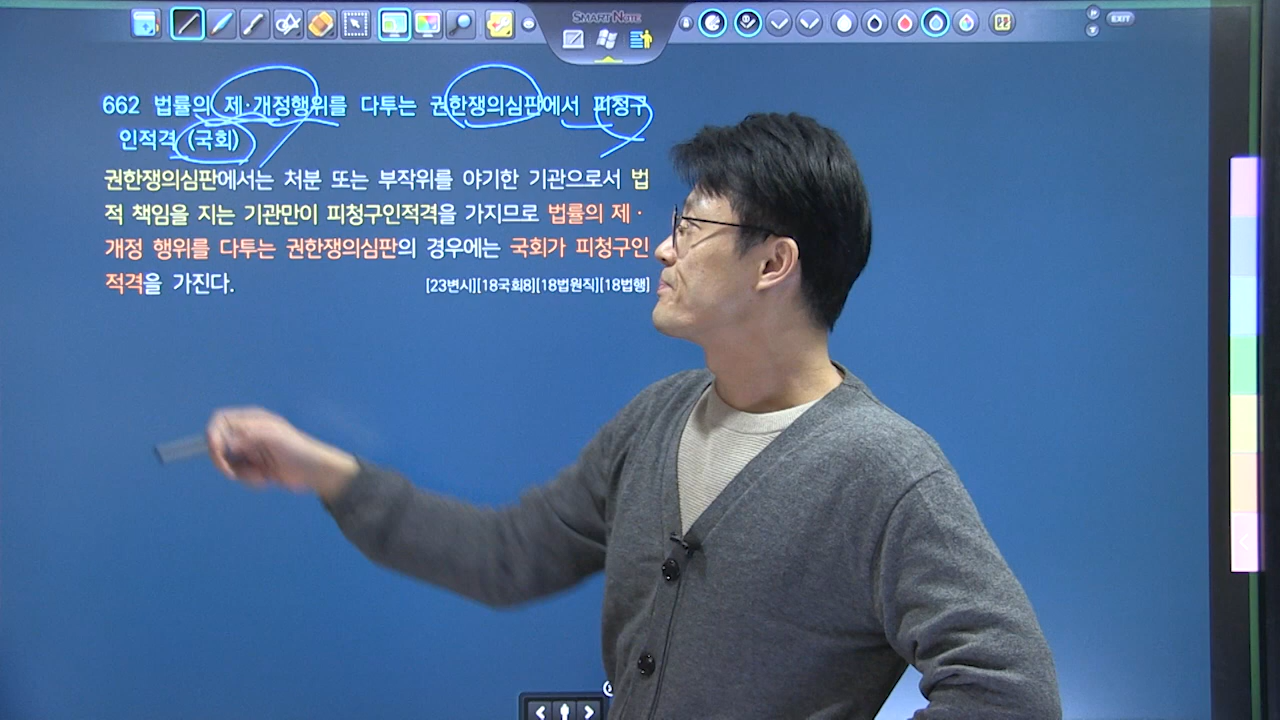 SMART NOTE
EXIT
662 법률의 제·개정행위를 다투는 권한쟁의심판에서 피청구
인적격 (국회)
권한쟁의심판에서는 처분 또는 부작위를 야기한 기관으로서 법
적 책임을 지는 기관만이 피청구인적격을 가지므로 법률의 제·
개정 행위를 다투는 권한쟁의심판의 경우에는 국회가 피청구인
적격을 가진다.
[23변시][18국회8][18법원직][18법행]